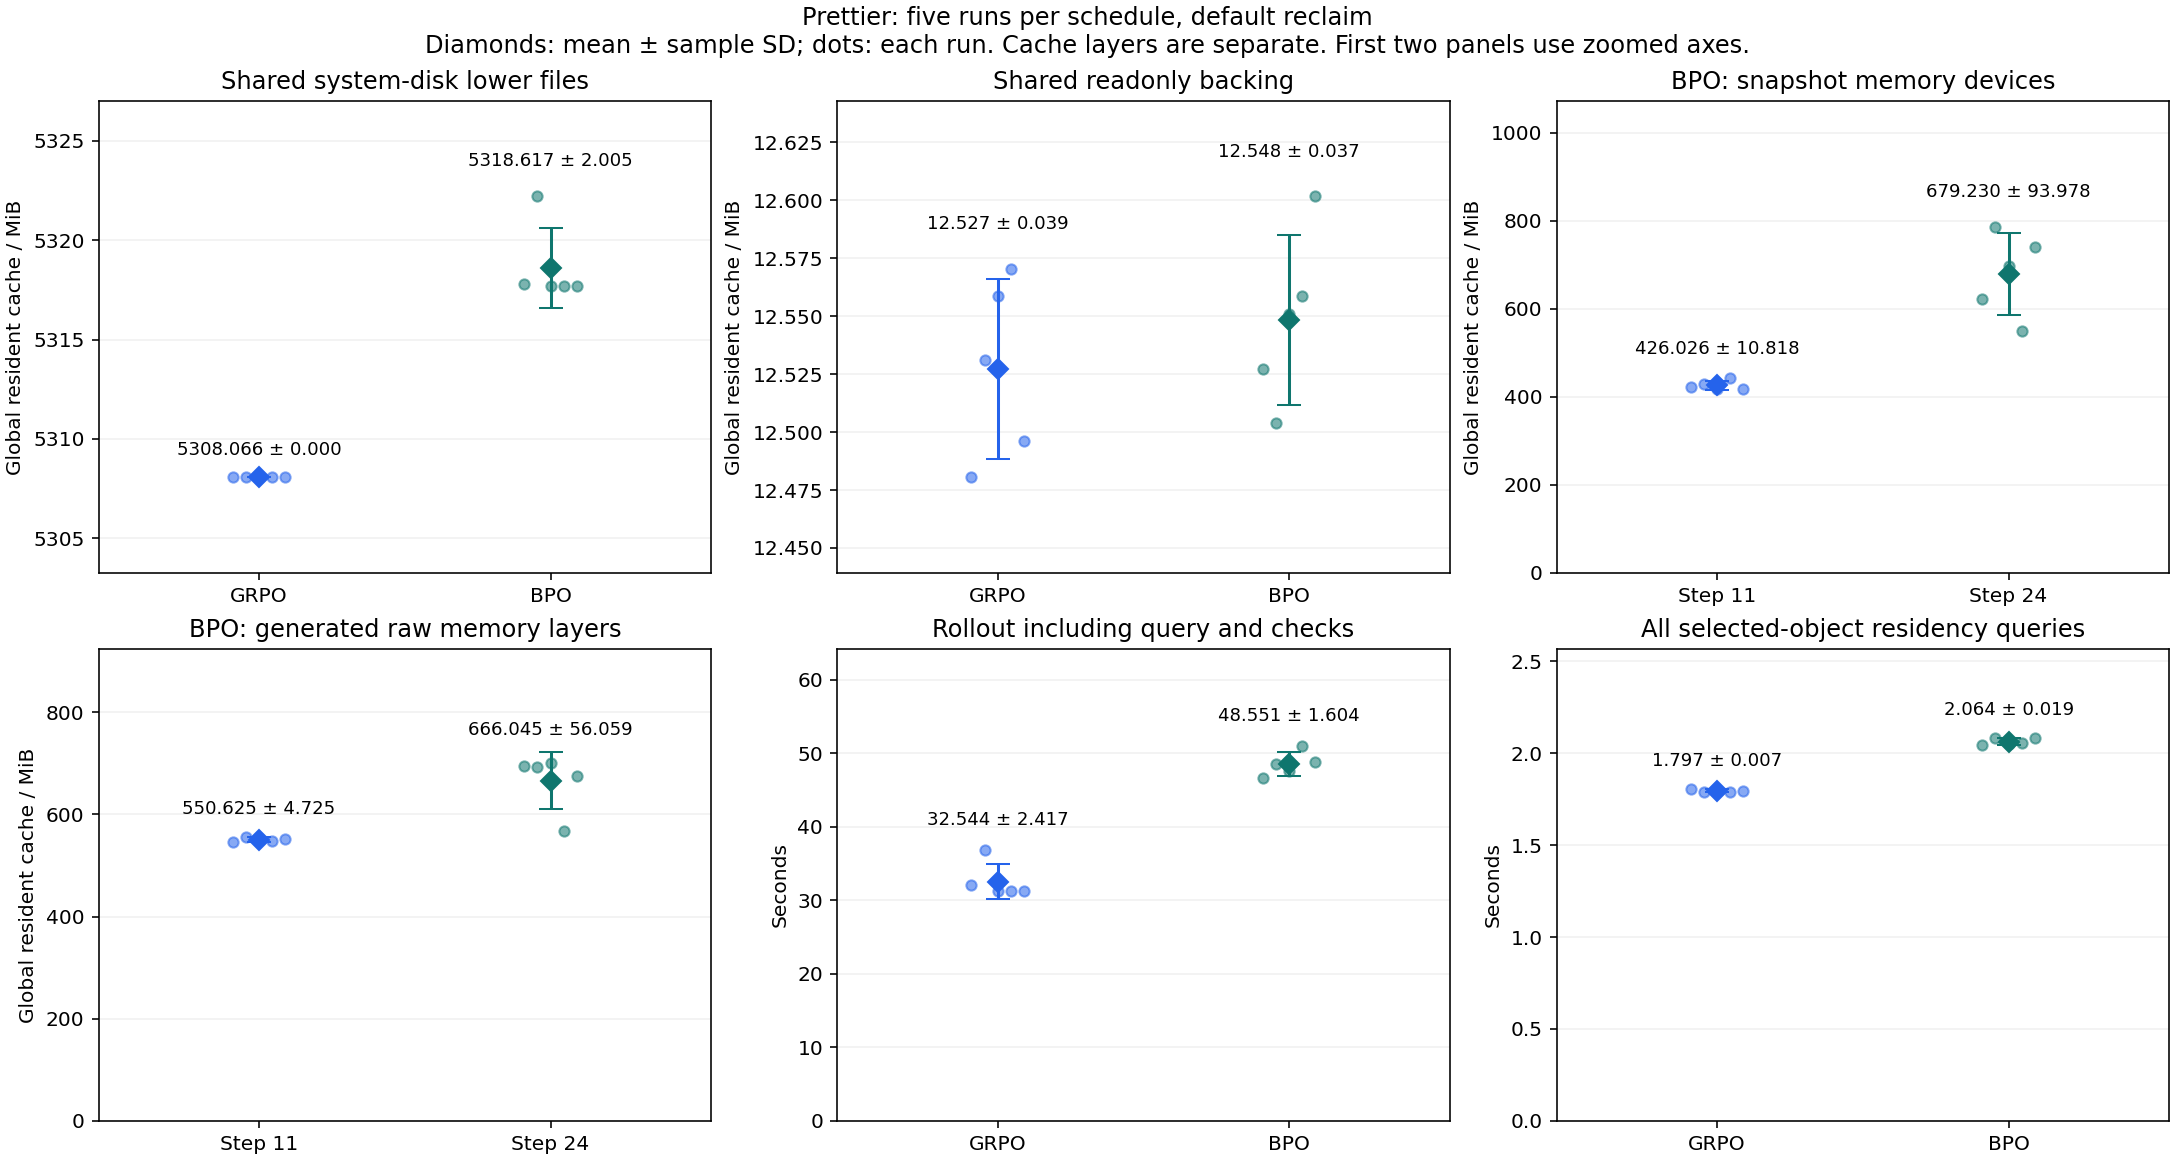 Prettier: five runs per schedule, default reclaim
Diamonds: mean ± sample SD; dots: each run. Cache layers are separate. First two panels use zoomed axes.
Shared system-disk lower files
Global resident cache / MiB
5325
5320
5315
5310
5305
5308.066 ± 0.000
5318.617 ± 2.005
GRPO
BPO
Shared readonly backing
Global resident cache / MiB
12.625
12.600
12.575
12.550
12.525
12.500
12.475
12.450
12.527 ± 0.039
12.548 ± 0.037
GRPO
BPO
BPO: snapshot memory devices
Global resident cache / MiB
1000
800
600
400
200
0
426.026 ± 10.818
679.230 ± 93.978
Step 11
Step 24
BPO: generated raw memory layers
Global resident cache / MiB
800
600
400
200
0
550.625 ± 4.725
666.045 ± 56.059
Step 11
Step 24
Rollout including query and checks
Seconds
60
50
40
30
20
10
0
32.544 ± 2.417
48.551 ± 1.604
GRPO
BPO
All selected-object residency queries
Seconds
2.5
2.0
1.5
1.0
0.5
0.0
1.797 ± 0.007
2.064 ± 0.019
GRPO
BPO